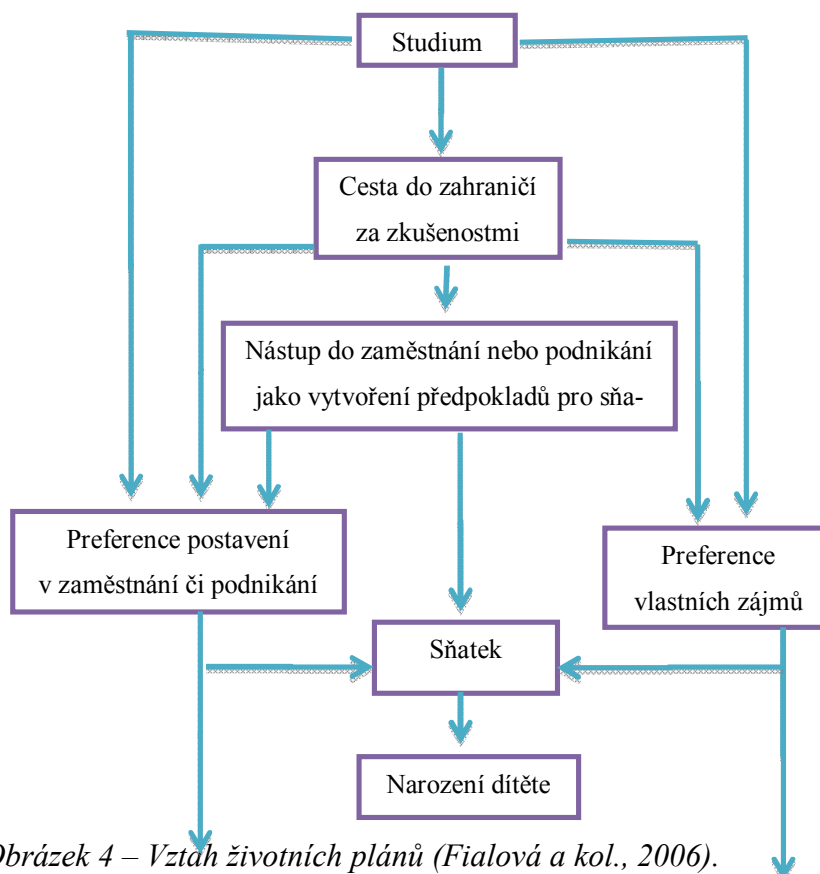 Studium
Cesta do zahraničí
za zkušenostmi
Nástup do zaměstnání nebo podnikání
jako vytvoření předpokladů pro sňa-
Preference postavení
v zaměstnání či podnikání
Preference
vlastních zájmů
Sňatek
Narození dítěte
Obrázek 4 – Vztah životních plánů (Fialová a kol., 2006).